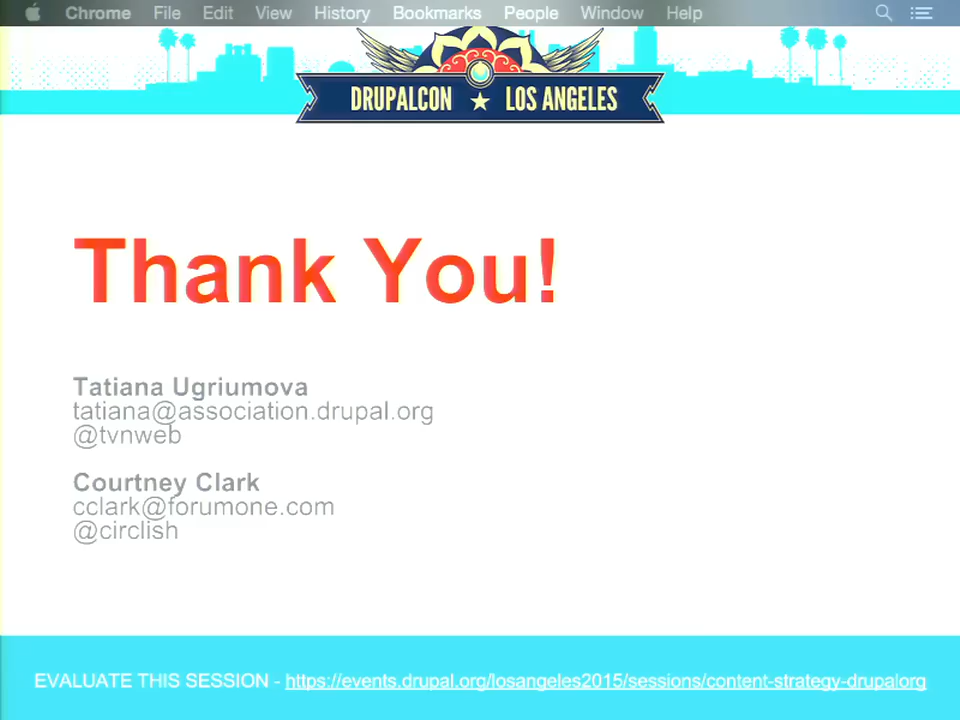 Chrome File Edit View History Bookmarks People Window Help
DRUPALCON ★ LOS ANGELES
Thank You!
Tatiana Ugriumova
tatiana@association.drupal.org
@tvnweb
Courtney Clark
cclark@forumone.com
@circlish
EVALUATE THIS SESSION - https://events.drupal.org/losangeles2015/sessions/content-strategy-drupalorg